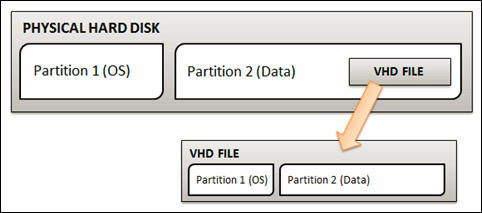 PHYSICAL HARD DISK
Partition 1 (OS)
Partition 2 (Data)
VHD FILE
VHD FILE
Partition 1 (OS)
Partition 2 (Data)